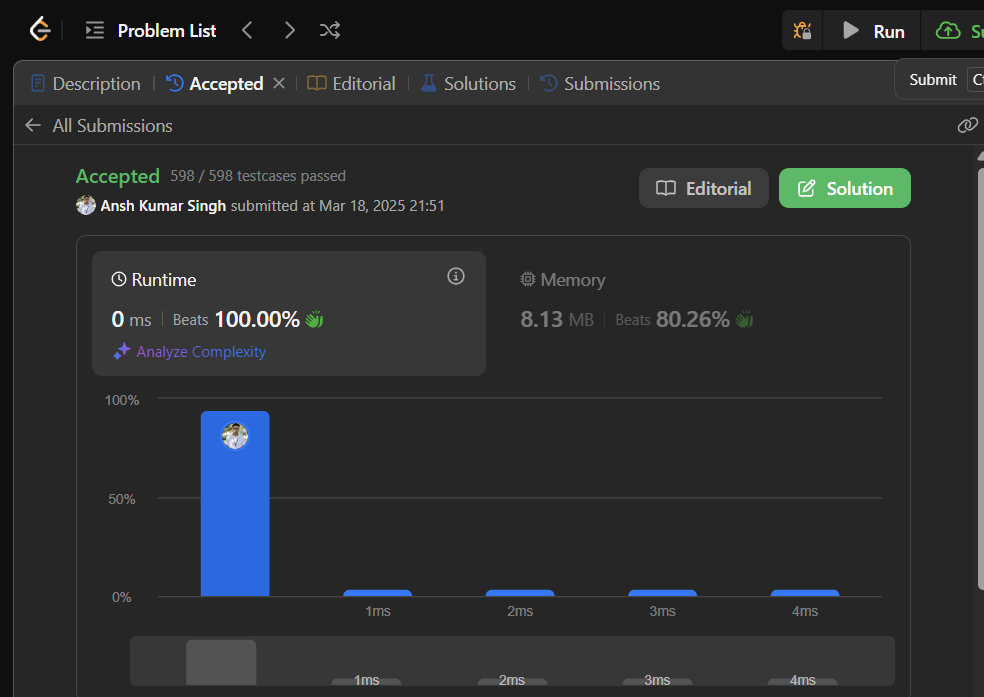 Problem List
Run
Su
Description
Accepted
Editorial
Solutions
Submissions
Submit
All Submissions
Accepted 598 / 598 testcases passed
Ansh Kumar Singh submitted at Mar 18, 2025 21:51
Editorial
Solution
Runtime
0 ms Beats 100.00%
Analyze Complexity
Memory
8.13 MB Beats 80.26%
100%
50%
0%
1ms 2ms 3ms 4ms
1ms 2ms 3ms 4ms